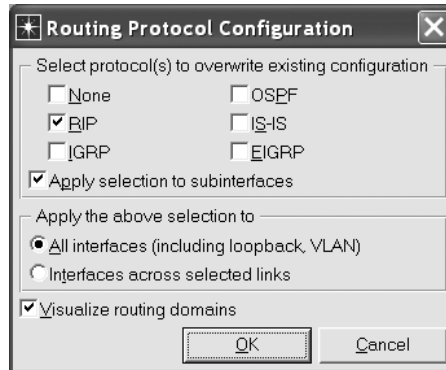 Routing Protocol Configuration
Select protocol(s) to overwrite existing configuration
None OSPF
RIP IS-IS
IGRP EIGRP
Apply selection to subinterfaces
Apply the above selection to
All interfaces (including loopback, VLAN)
Interfaces across selected links
Visualize routing domains
OK Cancel